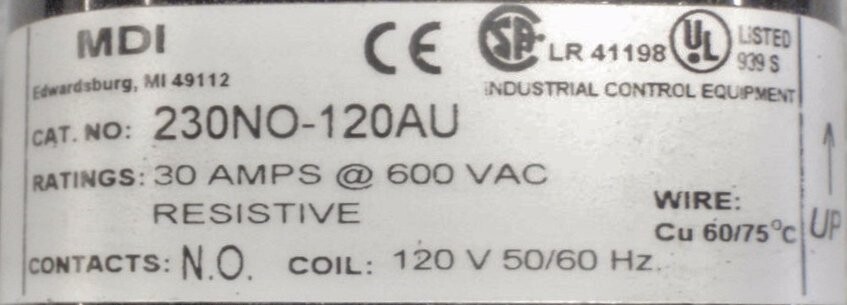 MDI
Edwardsburg, MI 49112
CE
CSA LR 41198
UL LISTED
939 S
INDUSTRIAL CONTROL EQUIPMENT
CAT. NO: 230NO-120AU
RATINGS: 30 AMPS @ 600 VAC
RESISTIVE
WIRE:
Cu 60/75°C
CONTACTS: N.O. COIL: 120 V 50/60 Hz.
↑
UP